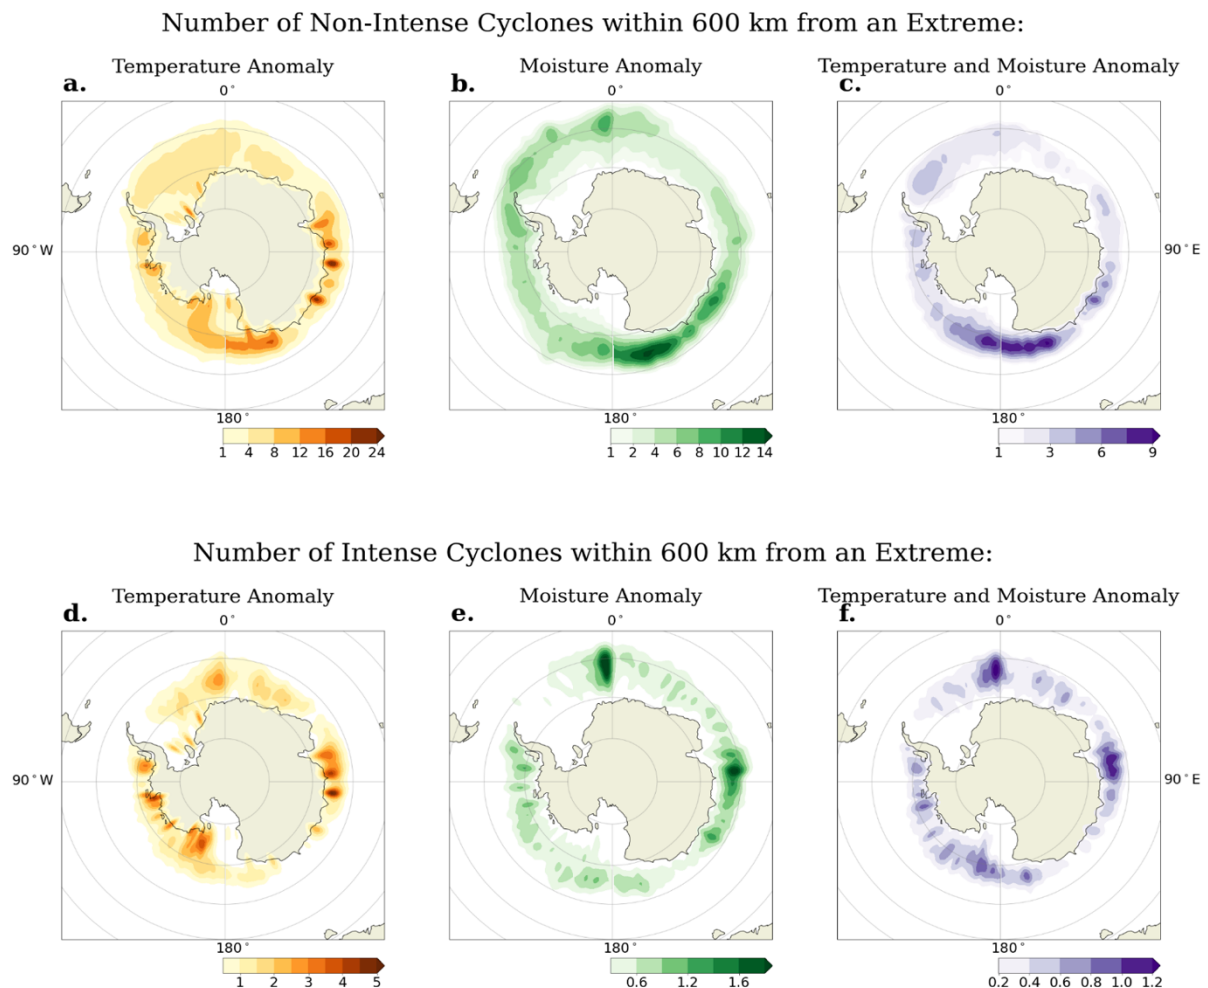 Number of Non-Intense Cyclones within 600 km from an Extreme:
Temperature Anomaly
Moisture Anomaly
Temperature and Moisture Anomaly
a.
b.
c.
0°
0°
0°
90°W
90°E
180°
180°
180°
1 4 8 12 16 20 24
1 2 4 6 8 10 12 14
1 3 6 9
Number of Intense Cyclones within 600 km from an Extreme:
Temperature Anomaly
Moisture Anomaly
Temperature and Moisture Anomaly
d.
e.
f.
0°
0°
0°
90°W
90°E
180°
180°
180°
1 2 3 4 5
0.6 1.2 1.6
0.2 0.4 0.6 0.8 1.0 1.2